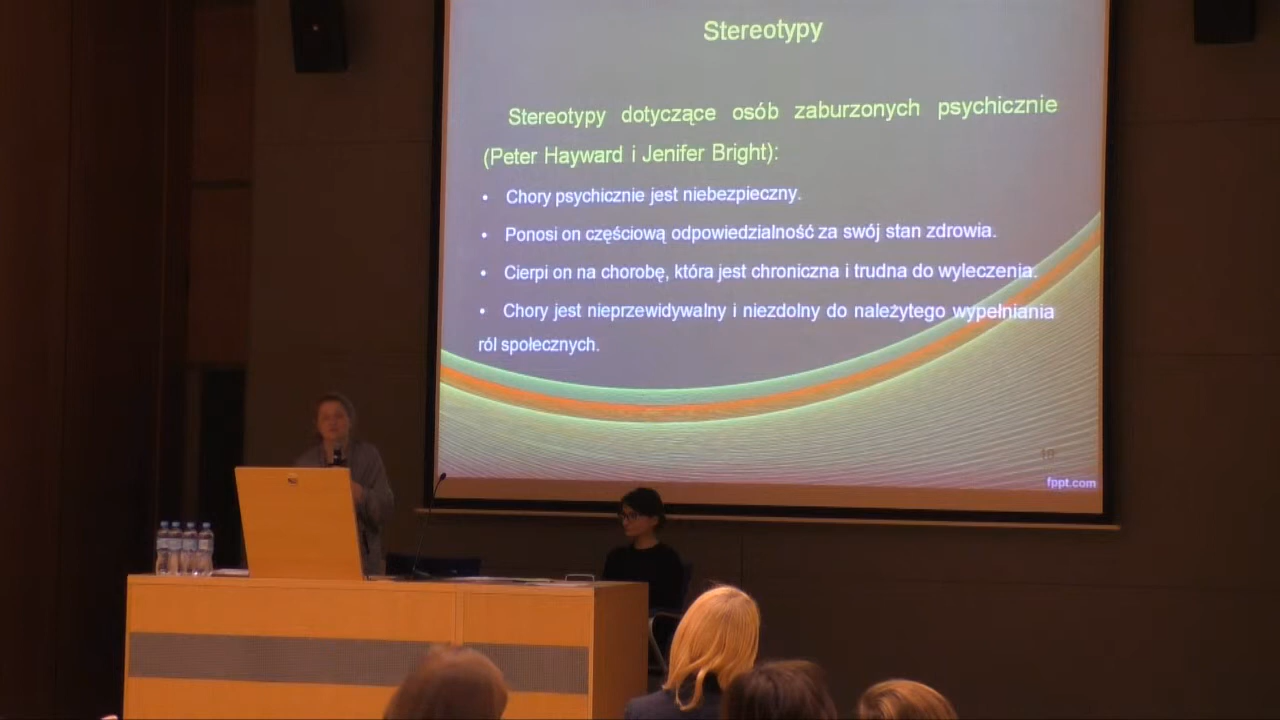 Stereotypy
Stereotypy dotyczące osób zaburzonych psychicznie
(Peter Hayward i Jenifer Bright):
• Chory psychicznie jest niebezpieczny.
• Ponosi on częściową odpowiedzialność za swój stan zdrowia.
• Cierpi on na chorobę, która jest chroniczna i trudna do wyleczenia.
• Chory jest nieprzewidywalny i niezdolny do należytego wypełniania
ról społecznych.
fppt.com